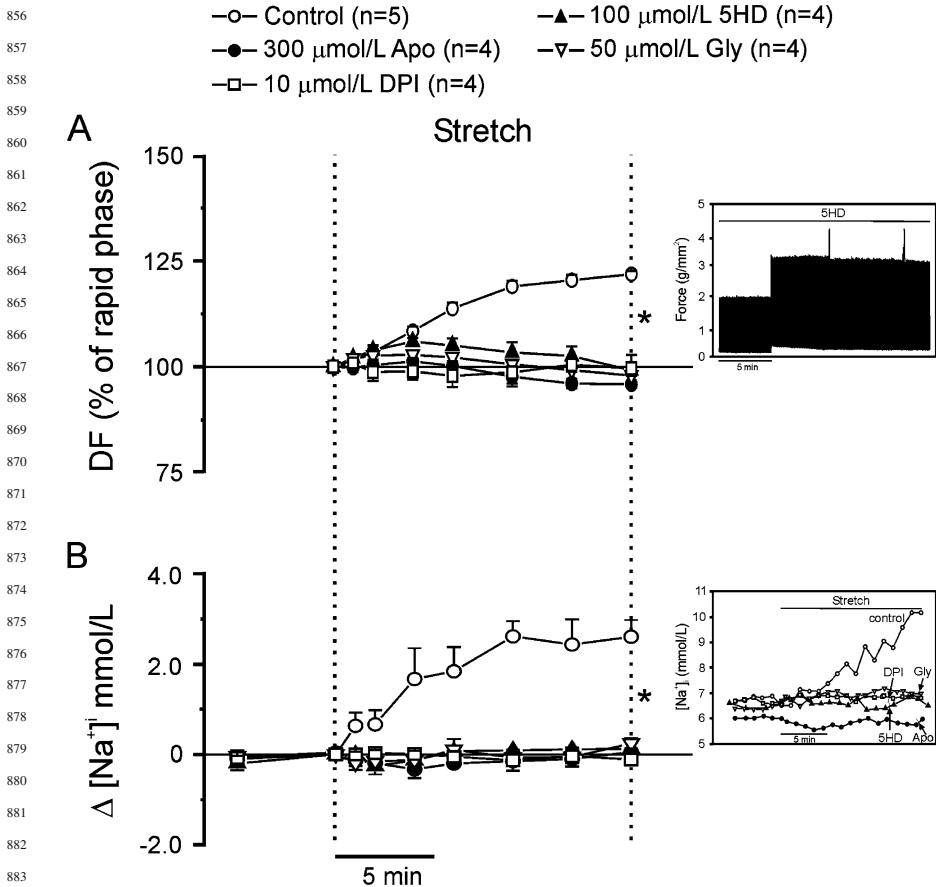 Control (n=5)
100 µmol/L 5HD (n=4)
300 µmol/L Apo (n=4)
50 µmol/L Gly (n=4)
10 µmol/L DPI (n=4)
856
857
858
859
860
861
862
863
864
865
866
867
868
869
870
871
872
873
874
875
876
877
878
879
880
881
882
883
A
Stretch
DF (% of rapid phase)
150
125
100
75
*
5HD
Force (g/mm²)
5
4
3
2
1
0
5 min
B
Δ [Na⁺]i mmol/L
4.0
2.0
0
-2.0
*
5 min
Stretch
control
[Na⁺]i (mmol/L)
11
10
9
8
7
6
5
DPI
Gly
5 min
5HD
Apo